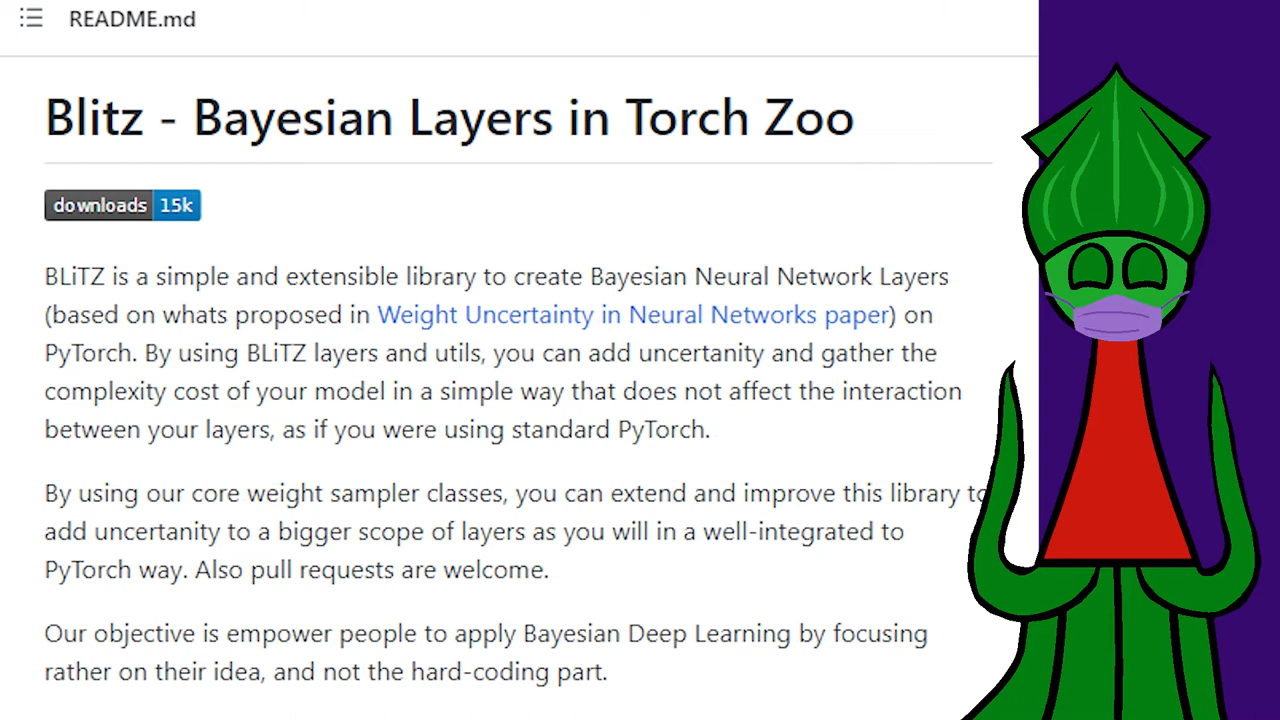 README.md
Blitz - Bayesian Layers in Torch Zoo
downloads 15k
BLiTZ is a simple and extensible library to create Bayesian Neural Network Layers
(based on whats proposed in Weight Uncertainty in Neural Networks paper) on
PyTorch. By using BLiTZ layers and utils, you can add uncertanity and gather the
complexity cost of your model in a simple way that does not affect the interaction
between your layers, as if you were using standard PyTorch.
By using our core weight sampler classes, you can extend and improve this library to
add uncertanity to a bigger scope of layers as you will in a well-integrated to
PyTorch way. Also pull requests are welcome.
Our objective is empower people to apply Bayesian Deep Learning by focusing
rather on their idea, and not the hard-coding part.